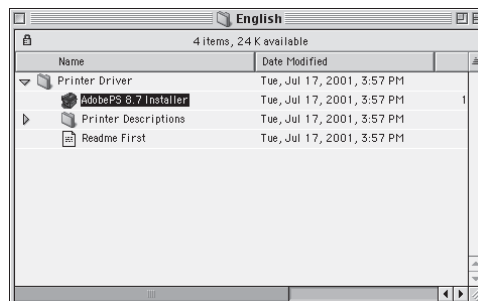 English
4 items, 24 K available
Name Date Modified
Printer Driver Tue, Jul 17, 2001, 3:57 PM
AdobePS 8.7 Installer Tue, Jul 17, 2001, 3:57 PM 1
Printer Descriptions Tue, Jul 17, 2001, 3:57 PM
Readme First Tue, Jul 17, 2001, 3:57 PM